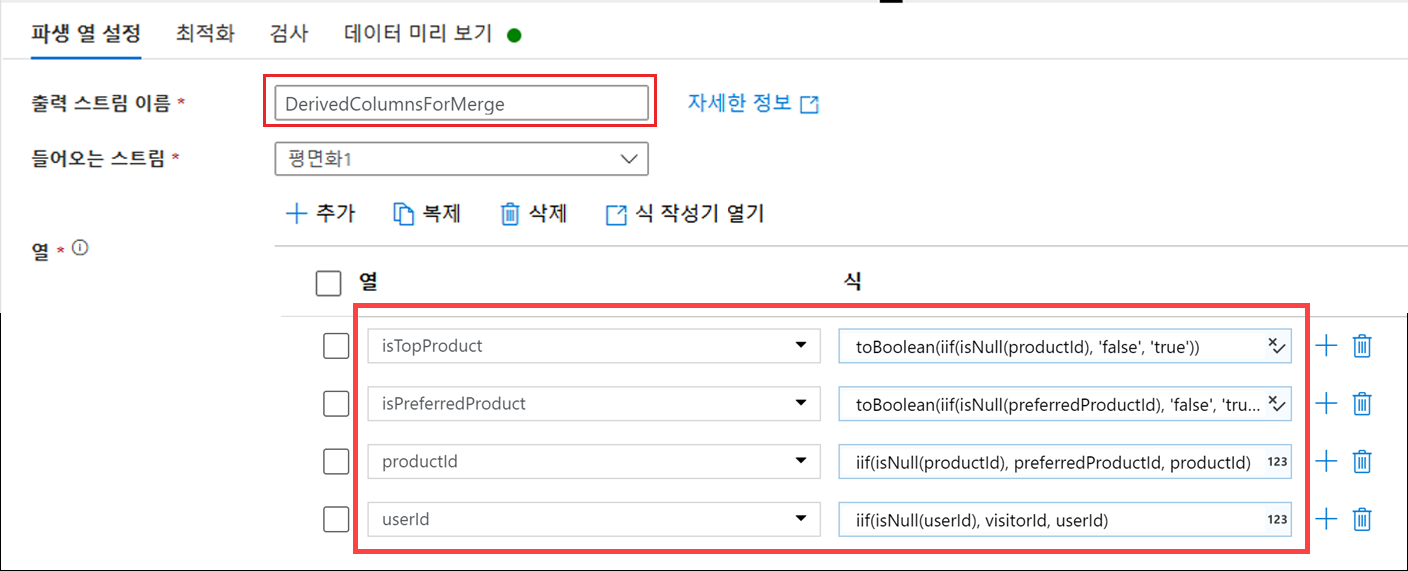 파생 열 설정 최적화 검사 데이터 미리 보기
출력 스트림 이름 * DerivedColumnsForMerge 자세한 정보
들어오는 스트림 * 평면화1
추가 복제 삭제 식 작성기 열기
열 *
열 식
isTopProduct toBoolean(iif(isNull(productId), 'false', 'true'))
isPreferredProduct toBoolean(iif(isNull(preferredProductId), 'false', 'tru...
productId iif(isNull(productId), preferredProductId, productId) 123
userId iif(isNull(userId), visitorId, userId) 123